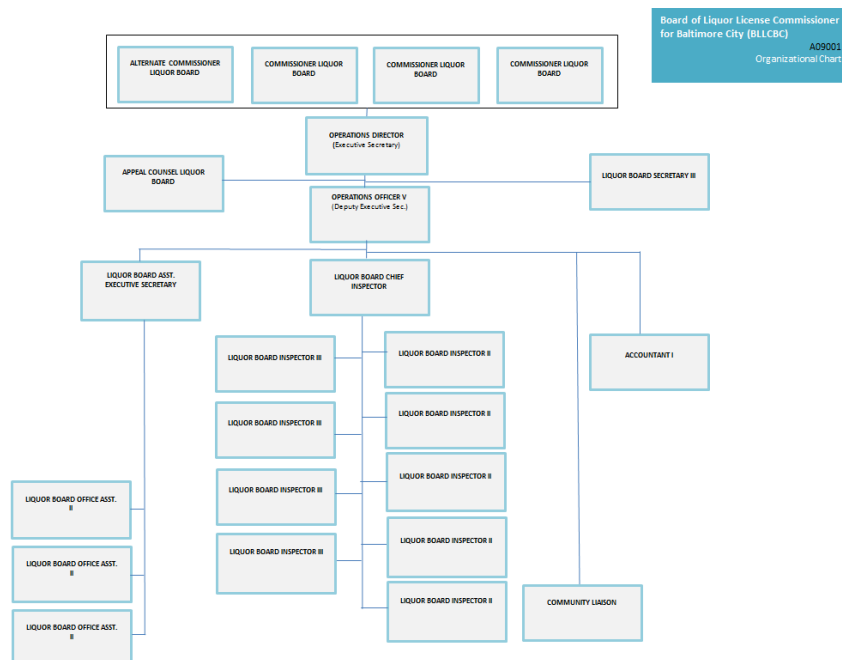 Board of Liquor License Commissioner
for Baltimore City (BLLCBC)
A09001
Organizational Chart
ALTERNATE COMMISSIONER
LIQUOR BOARD
COMMISSIONER LIQUOR
BOARD
COMMISSIONER LIQUOR
BOARD
COMMISSIONER LIQUOR
BOARD
OPERATIONS DIRECTOR
(Executive Secretary)
APPEAL COUNSEL LIQUOR
BOARD
LIQUOR BOARD SECRETARY III
OPERATIONS OFFICER V
(Deputy Executive Sec.)
LIQUOR BOARD ASST.
EXECUTIVE SECRETARY
LIQUOR BOARD CHIEF
INSPECTOR
ACCOUNTANT I
LIQUOR BOARD INSPECTOR III
LIQUOR BOARD INSPECTOR II
LIQUOR BOARD INSPECTOR III
LIQUOR BOARD INSPECTOR II
LIQUOR BOARD INSPECTOR III
LIQUOR BOARD INSPECTOR II
LIQUOR BOARD INSPECTOR III
LIQUOR BOARD INSPECTOR II
LIQUOR BOARD INSPECTOR II
LIQUOR BOARD OFFICE ASST.
II
LIQUOR BOARD OFFICE ASST.
II
LIQUOR BOARD OFFICE ASST.
II
COMMUNITY LIAISON